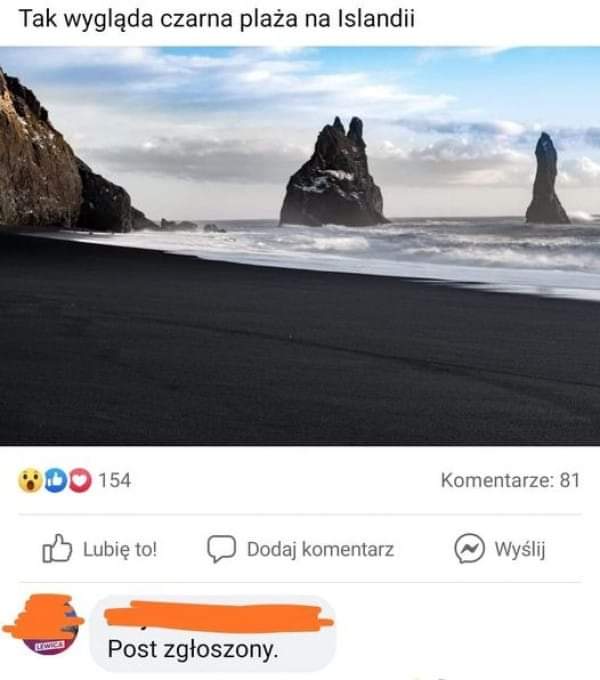 Tak wygląda czarna plaża na Islandii
154
Komentarze: 81
Lubię to!
Dodaj komentarz
Wyślij
LEWICA
Post zgłoszony.